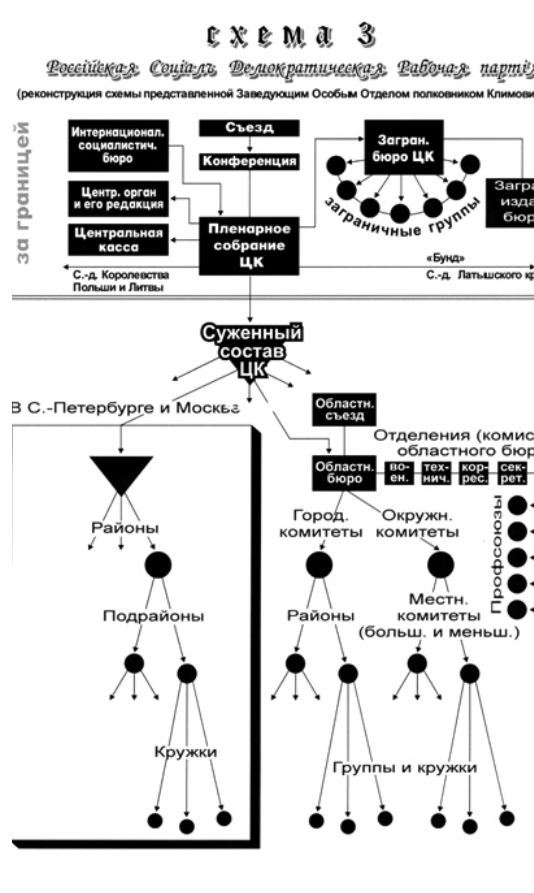 схема 3
Россійская Соціалъ Демократическая Рабочая партія
(реконструкция схемы представленной Заведующим Особым Отделом полковником Климови
за границей
Интернационал.
социалистич.
бюро
Съезд
Конференция
Загран.
бюро ЦК
Центр. орган
и его редакция
Центральная
касса
Пленарное
собрание
ЦК
заграничные группы
Загра
изда
бюр
С.-д. Королевства
Польши и Литвы
«Бунд»
С.-д. Латышского кр
Суженный
состав
ЦК
В С.-Петербурге и Москве
Областн.
съезд
Отделения (комис
областного бюр
Областн.
бюро
во-
ен.
тех-
нич.
кор-
рес.
сек-
рет.
Районы
Город.
комитеты
Окружн.
комитеты
Профсоюзы
Подрайоны
Районы
Местн.
комитеты
(больш. и меньш.)
Кружки
Группы и кружки